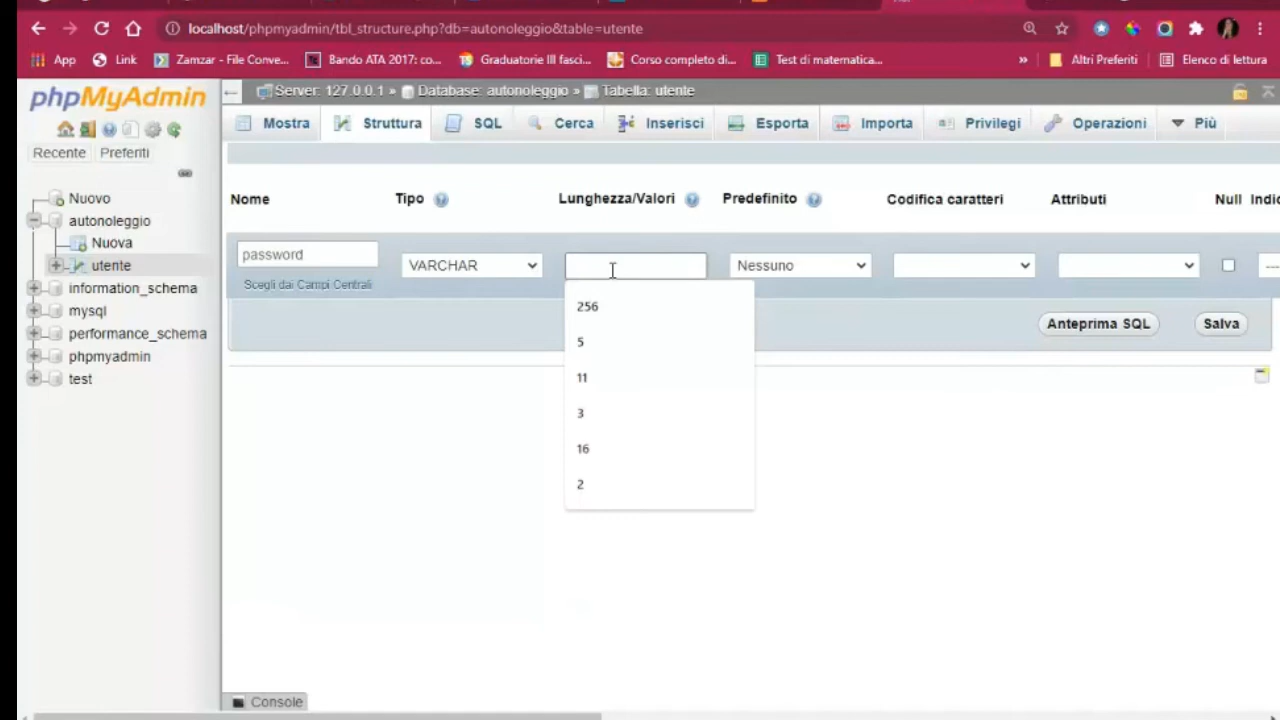 localhost/phpmyadmin/tbl_structure.php?db=autonoleggio&table=utente
App Link Zamzar - File Conve... Bando ATA 2017: co... Graduatorie III fasci... Corso completo di... Test di matematica... » Altri Preferiti Elenco di lettura
phpMyAdmin
Recente Preferiti
Nuovo
autonoleggio
Nuova
utente
information_schema
mysql
performance_schema
phpmyadmin
test
Server: 127.0.0.1 » Database: autonoleggio » Tabella: utente
Mostra Struttura SQL Cerca Inserisci Esporta Importa Privilegi Operazioni Più
Nome Tipo Lunghezza/Valori Predefinito Codifica caratteri Attributi Null Indic
password VARCHAR Nessuno ---
Scegli dai Campi Centrali
256
5
11
3
16
2
Anteprima SQL Salva
Console